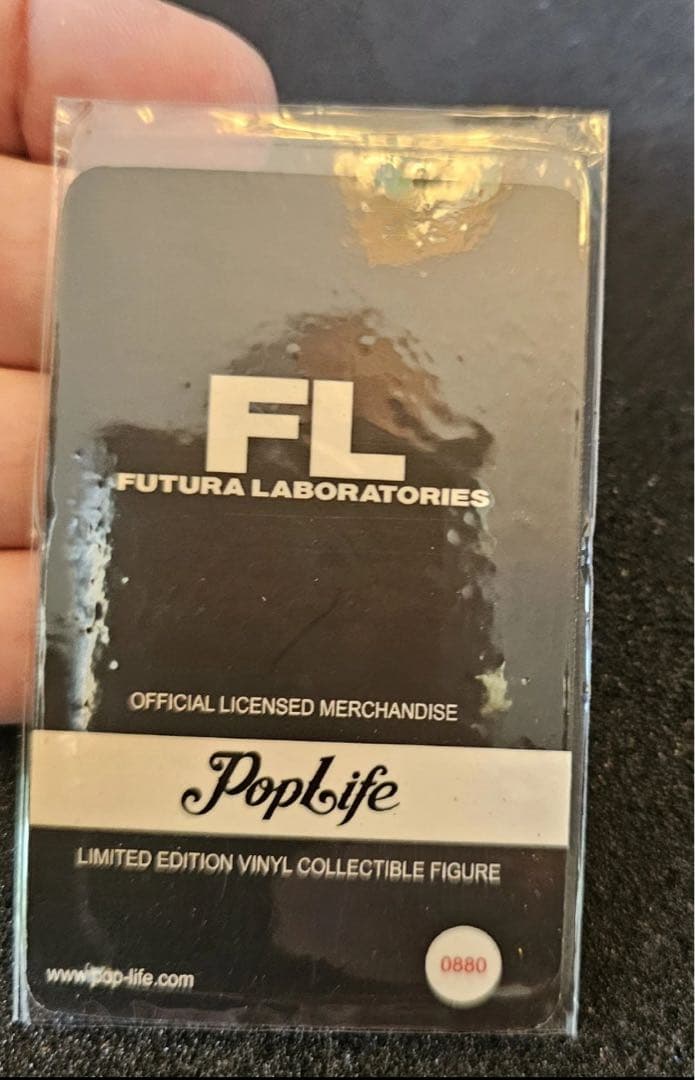 FL
FUTURA LABORATORIES
OFFICIAL LICENSED MERCHANDISE
PopLife
LIMITED EDITION VINYL COLLECTIBLE FIGURE
www.pop-life.com
0880